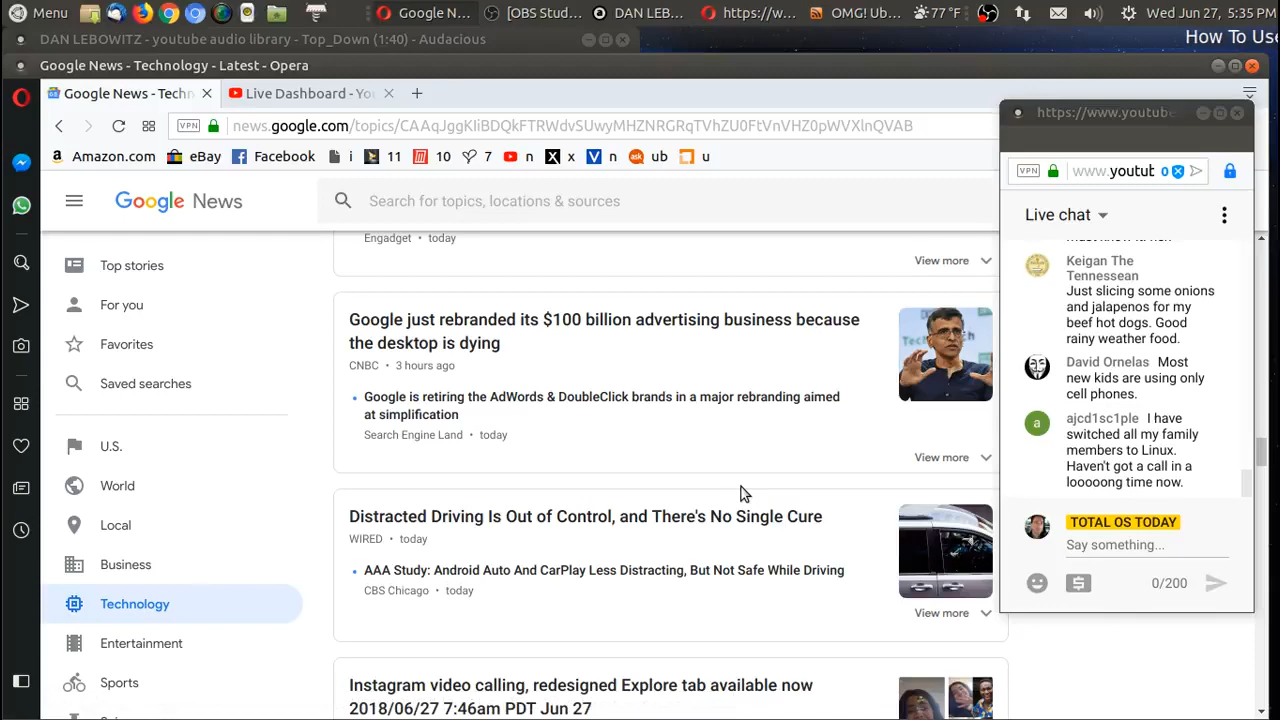 Menu
Google N...
[OBS Stud...
DAN LEB...
https://w...
OMG! Ub...
77 °F
Wed Jun 27, 5:35 PM
DAN LEBOWITZ - youtube audio library - Top_Down (1:40) - Audacious
How To Use
Google News - Technology - Latest - Opera
Google News - Techn
Live Dashboard - Yo
VPN
news.google.com/topics/CAAqJggKIiBDQkFTRWdvSUwyMHZNRGRqTVhZU0FtVnVHZ0pWVXlnQVAB
Amazon.com
eBay
Facebook
i
11
10
7
n
x
n
ub
u
Google News
Search for topics, locations & sources
Top stories
For you
Favorites
Saved searches
U.S.
World
Local
Business
Technology
Entertainment
Sports
Engadget • today
View more
Google just rebranded its $100 billion advertising business because
the desktop is dying
CNBC • 3 hours ago
Google is retiring the AdWords & DoubleClick brands in a major rebranding aimed
at simplification
Search Engine Land • today
View more
Distracted Driving Is Out of Control, and There's No Single Cure
WIRED • today
AAA Study: Android Auto And CarPlay Less Distracting, But Not Safe While Driving
CBS Chicago • today
View more
Instagram video calling, redesigned Explore tab available now
2018/06/27 7:46am PDT Jun 27
https://www.youtube
VPN
www.youtub
0
Live chat
Keigan The
Tennessean
Just slicing some onions
and jalapenos for my
beef hot dogs. Good
rainy weather food.
David Ornelas Most
new kids are using only
cell phones.
a
ajcd1sc1ple I have
switched all my family
members to Linux.
Haven't got a call in a
looooong time now.
TOTAL OS TODAY
Say something...
0/200